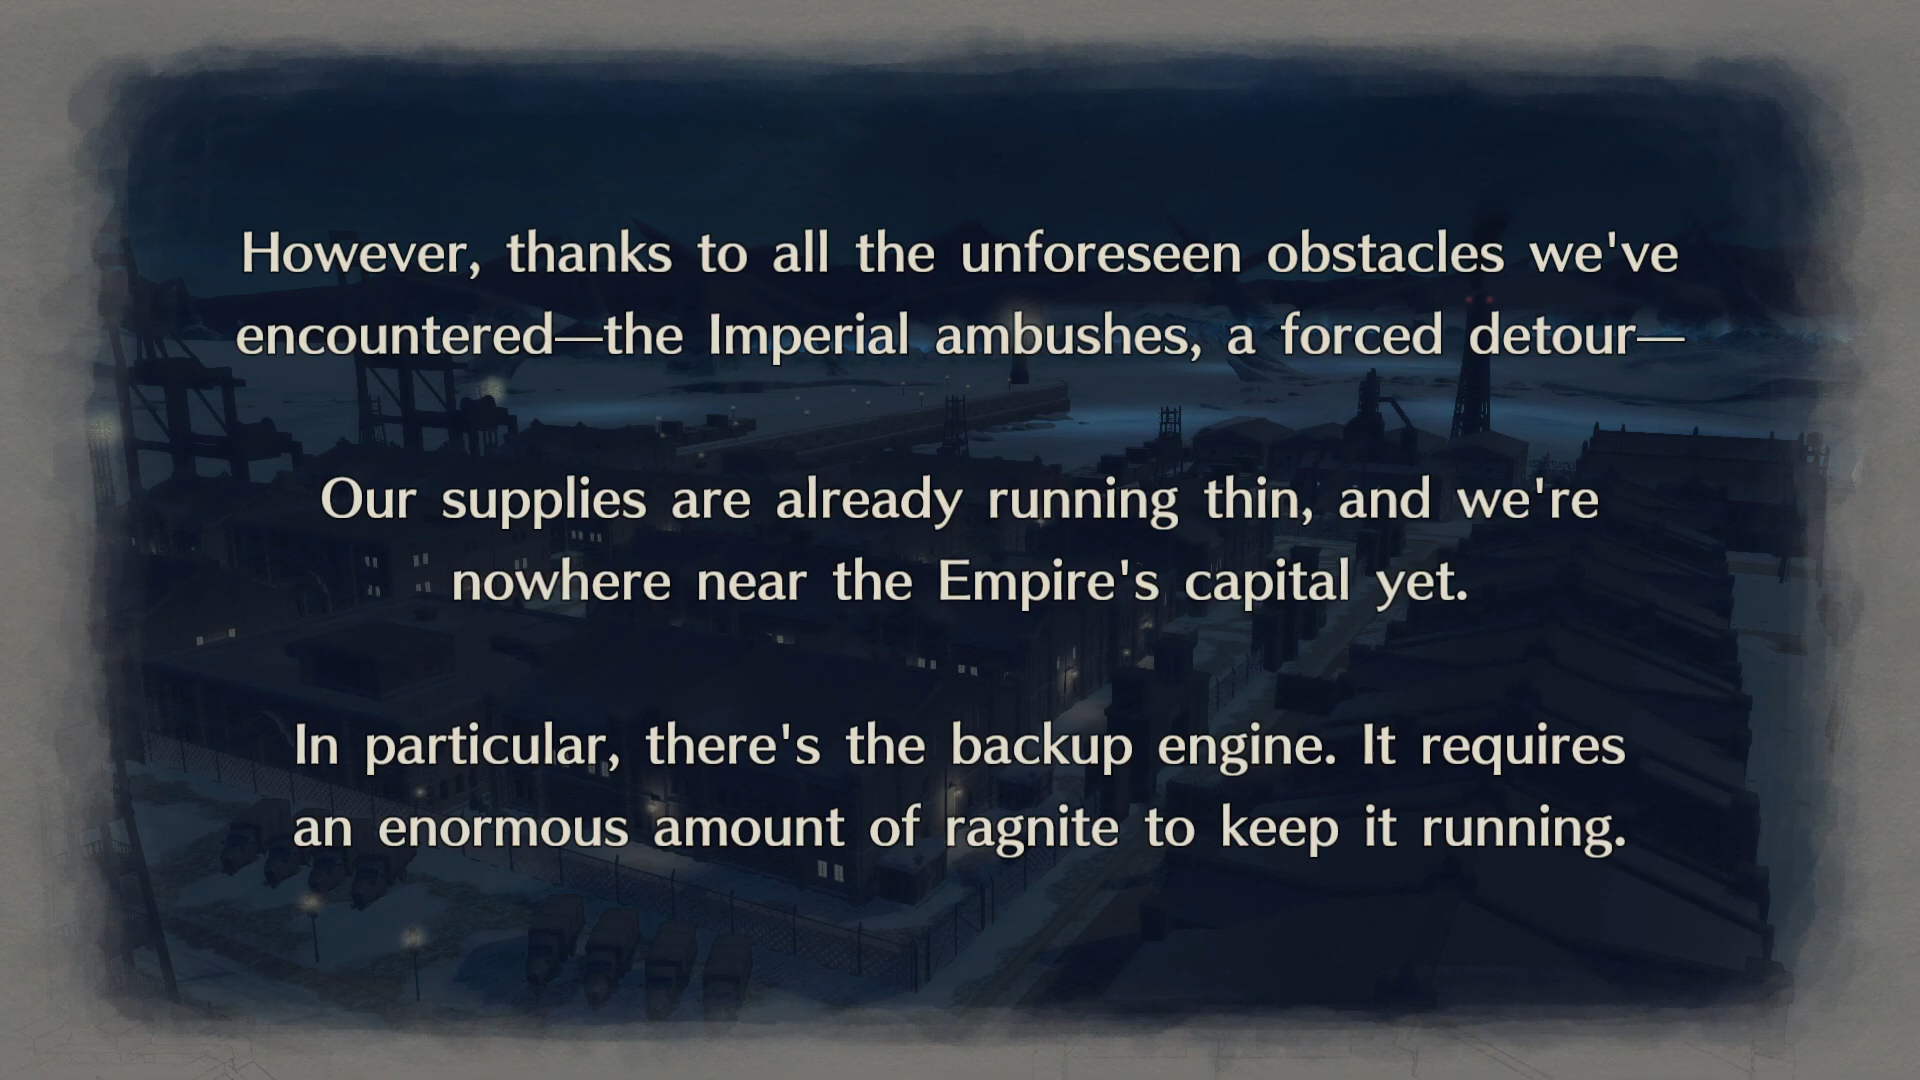 However, thanks to all the unforeseen obstacles we've
encountered—the Imperial ambushes, a forced detour—
Our supplies are already running thin, and we're
nowhere near the Empire's capital yet.
In particular, there's the backup engine. It requires
an enormous amount of ragnite to keep it running.